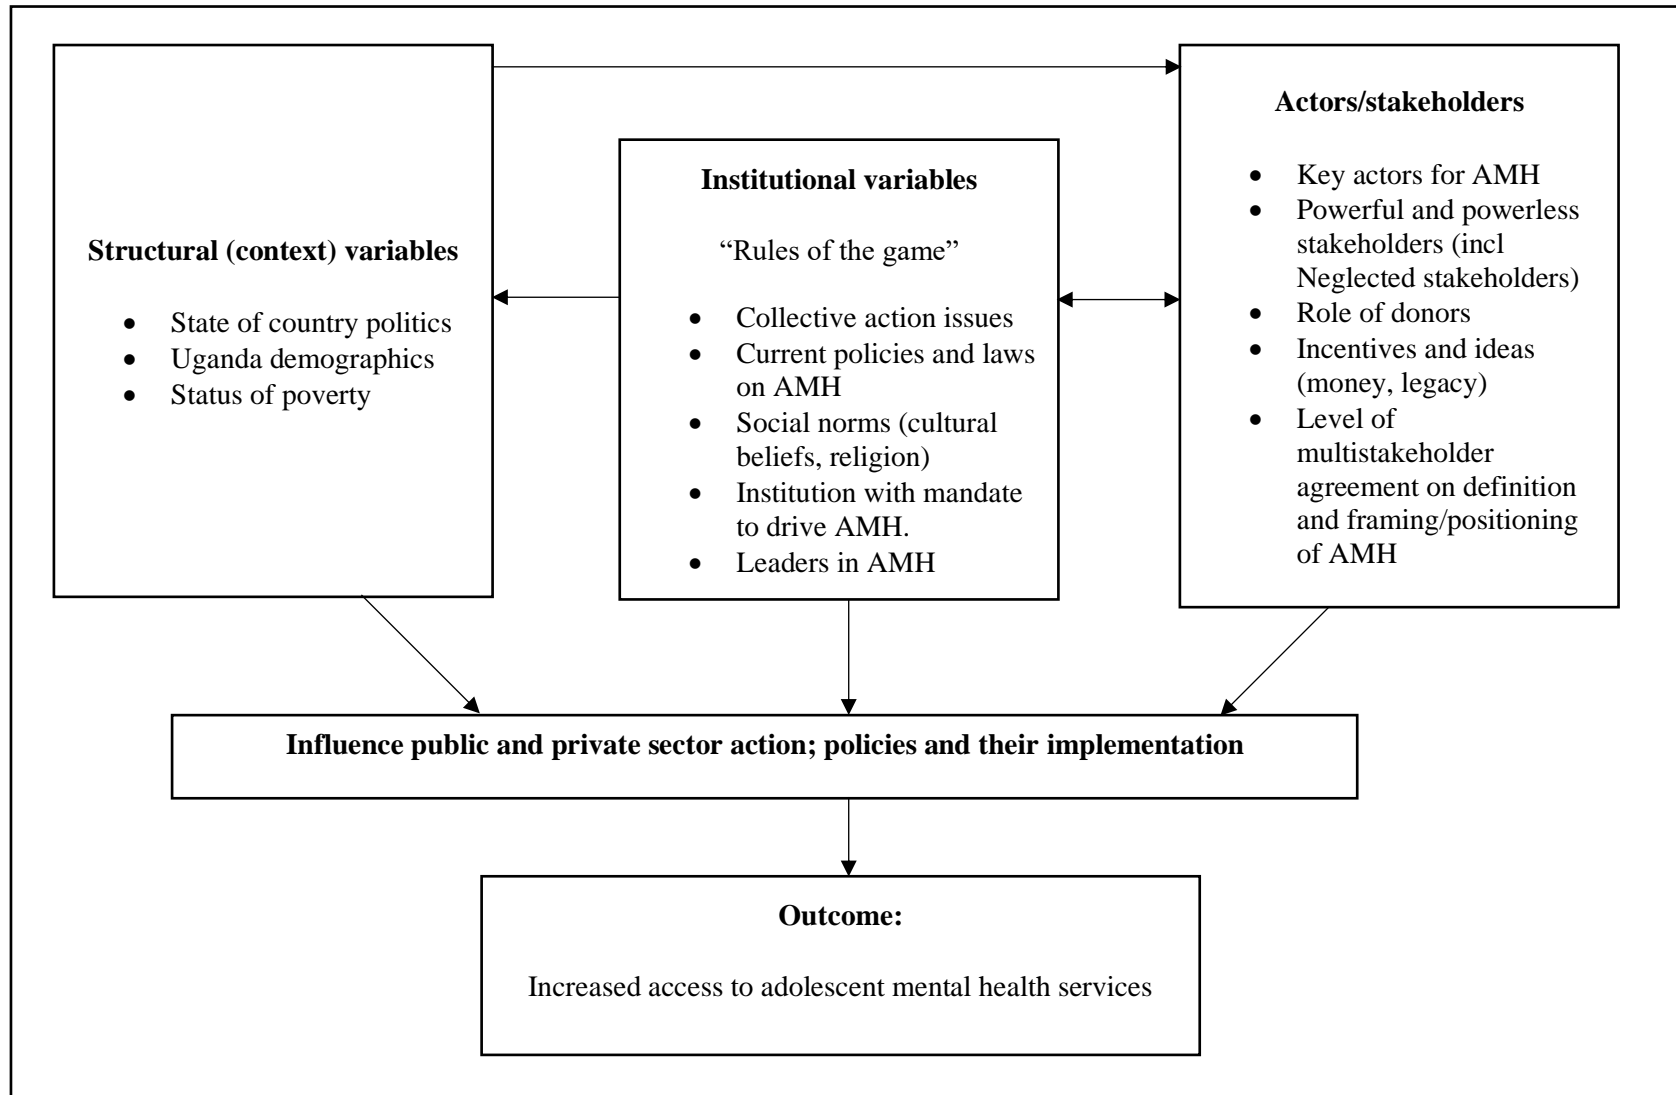 Structural (context) variables
• State of country politics
• Uganda demographics
• Status of poverty
Institutional variables
“Rules of the game”
• Collective action issues
• Current policies and laws
on AMH
• Social norms (cultural
beliefs, religion)
• Institution with mandate
to drive AMH.
• Leaders in AMH
Actors/stakeholders
• Key actors for AMH
• Powerful and powerless
stakeholders (incl
Neglected stakeholders)
• Role of donors
• Incentives and ideas
(money, legacy)
• Level of
multistakeholder
agreement on definition
and framing/positioning
of AMH
Influence public and private sector action; policies and their implementation
Outcome:
Increased access to adolescent mental health services